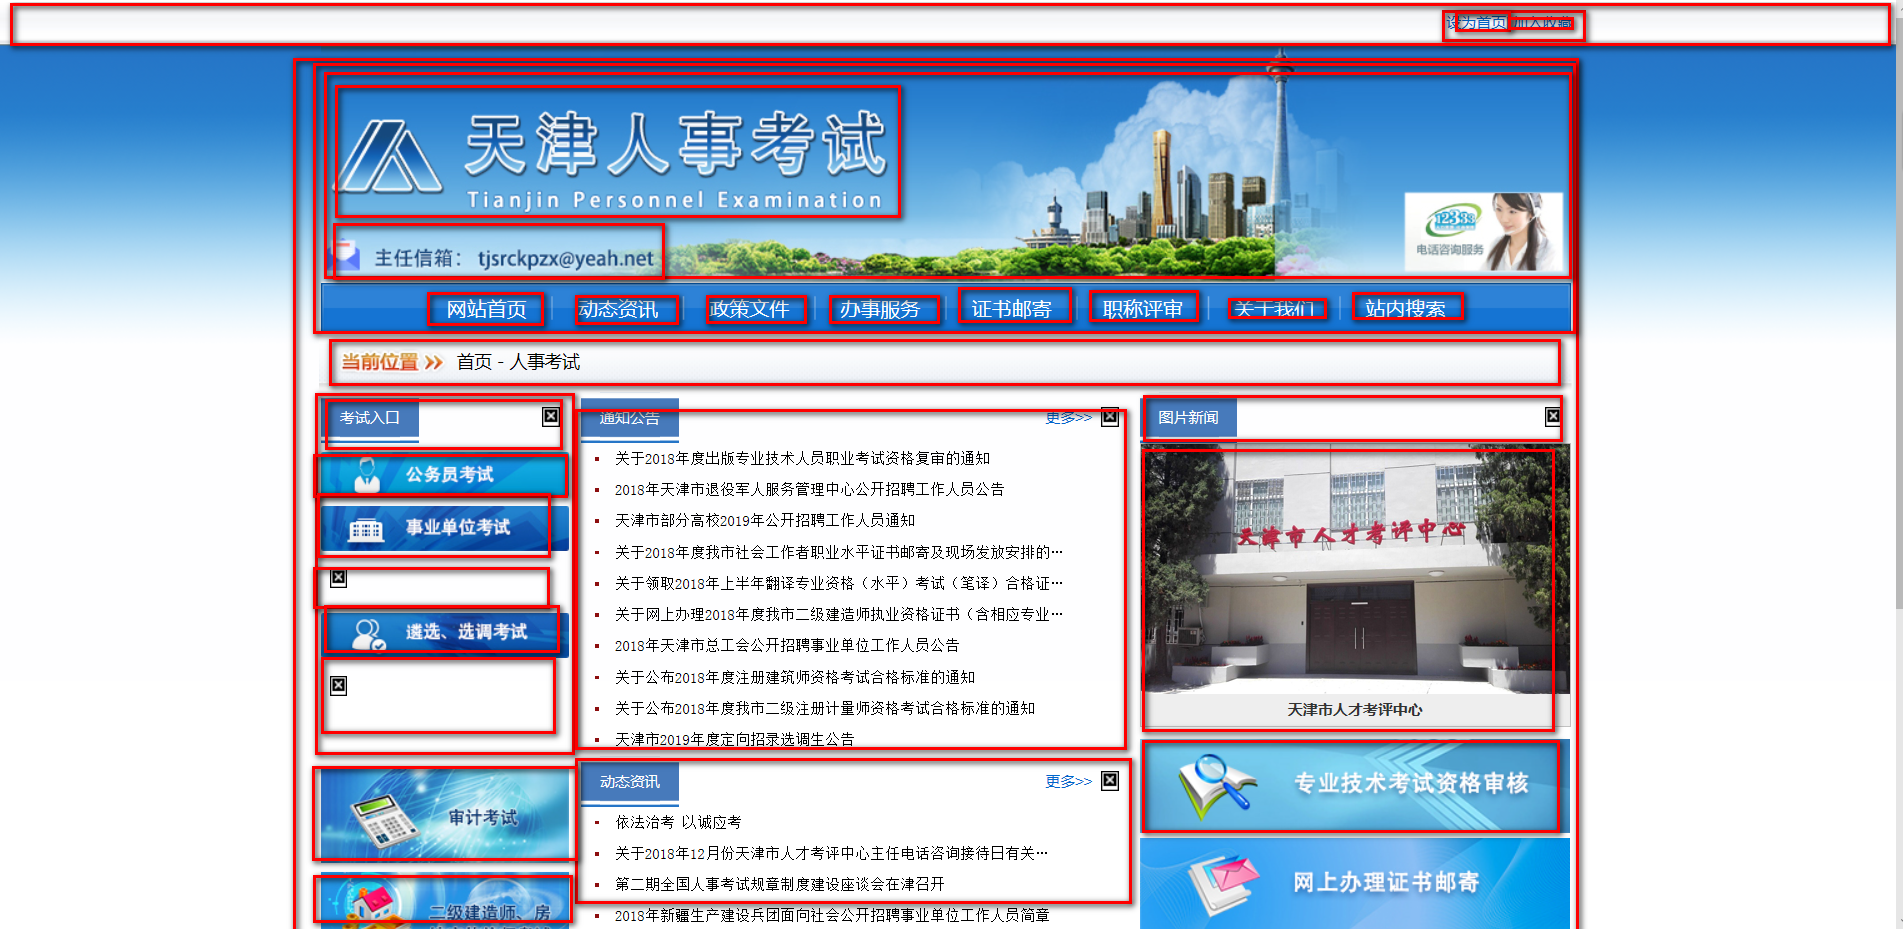 设为首页 加入收藏
天津人事考试
Tianjin Personnel Examination
12333
电话咨询服务
主任信箱： tjsrckpzx@yeah.net
网站首页 动态资讯 政策文件 办事服务 证书邮寄 职称评审 关于我们 站内搜索
当前位置 >> 首页 - 人事考试
考试入口
公务员考试
事业单位考试
遴选、选调考试
审计考试
二级建造师、房
通知公告 更多>>
关于2018年度出版专业技术人员职业考试资格复审的通知
2018年天津市退役军人服务管理中心公开招聘工作人员公告
天津市部分高校2019年公开招聘工作人员通知
关于2018年度我市社会工作者职业水平证书邮寄及现场发放安排的…
关于领取2018年上半年翻译专业资格（水平）考试（笔译）合格证…
关于网上办理2018年度我市二级建造师执业资格证书（含相应专业…
2018年天津市总工会公开招聘事业单位工作人员公告
关于公布2018年度注册建筑师资格考试合格标准的通知
关于公布2018年度我市二级注册计量师资格考试合格标准的通知
天津市2019年度定向招录选调生公告
动态资讯 更多>>
依法治考 以诚应考
关于2018年12月份天津市人才考评中心主任电话咨询接待日有关…
第二期全国人事考试规章制度建设座谈会在津召开
2018年新疆生产建设兵团面向社会公开招聘事业单位工作人员简章
图片新闻
天津市人才考评中心
天津市人才考评中心
专业技术考试资格审核
网上办理证书邮寄